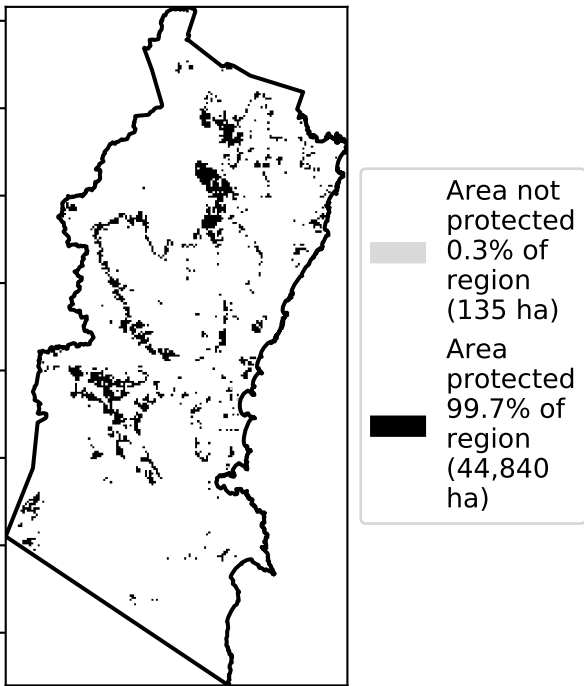 Area not
protected
0.3% of
region
(135 ha)
Area
protected
99.7% of
region
(44,840
ha)